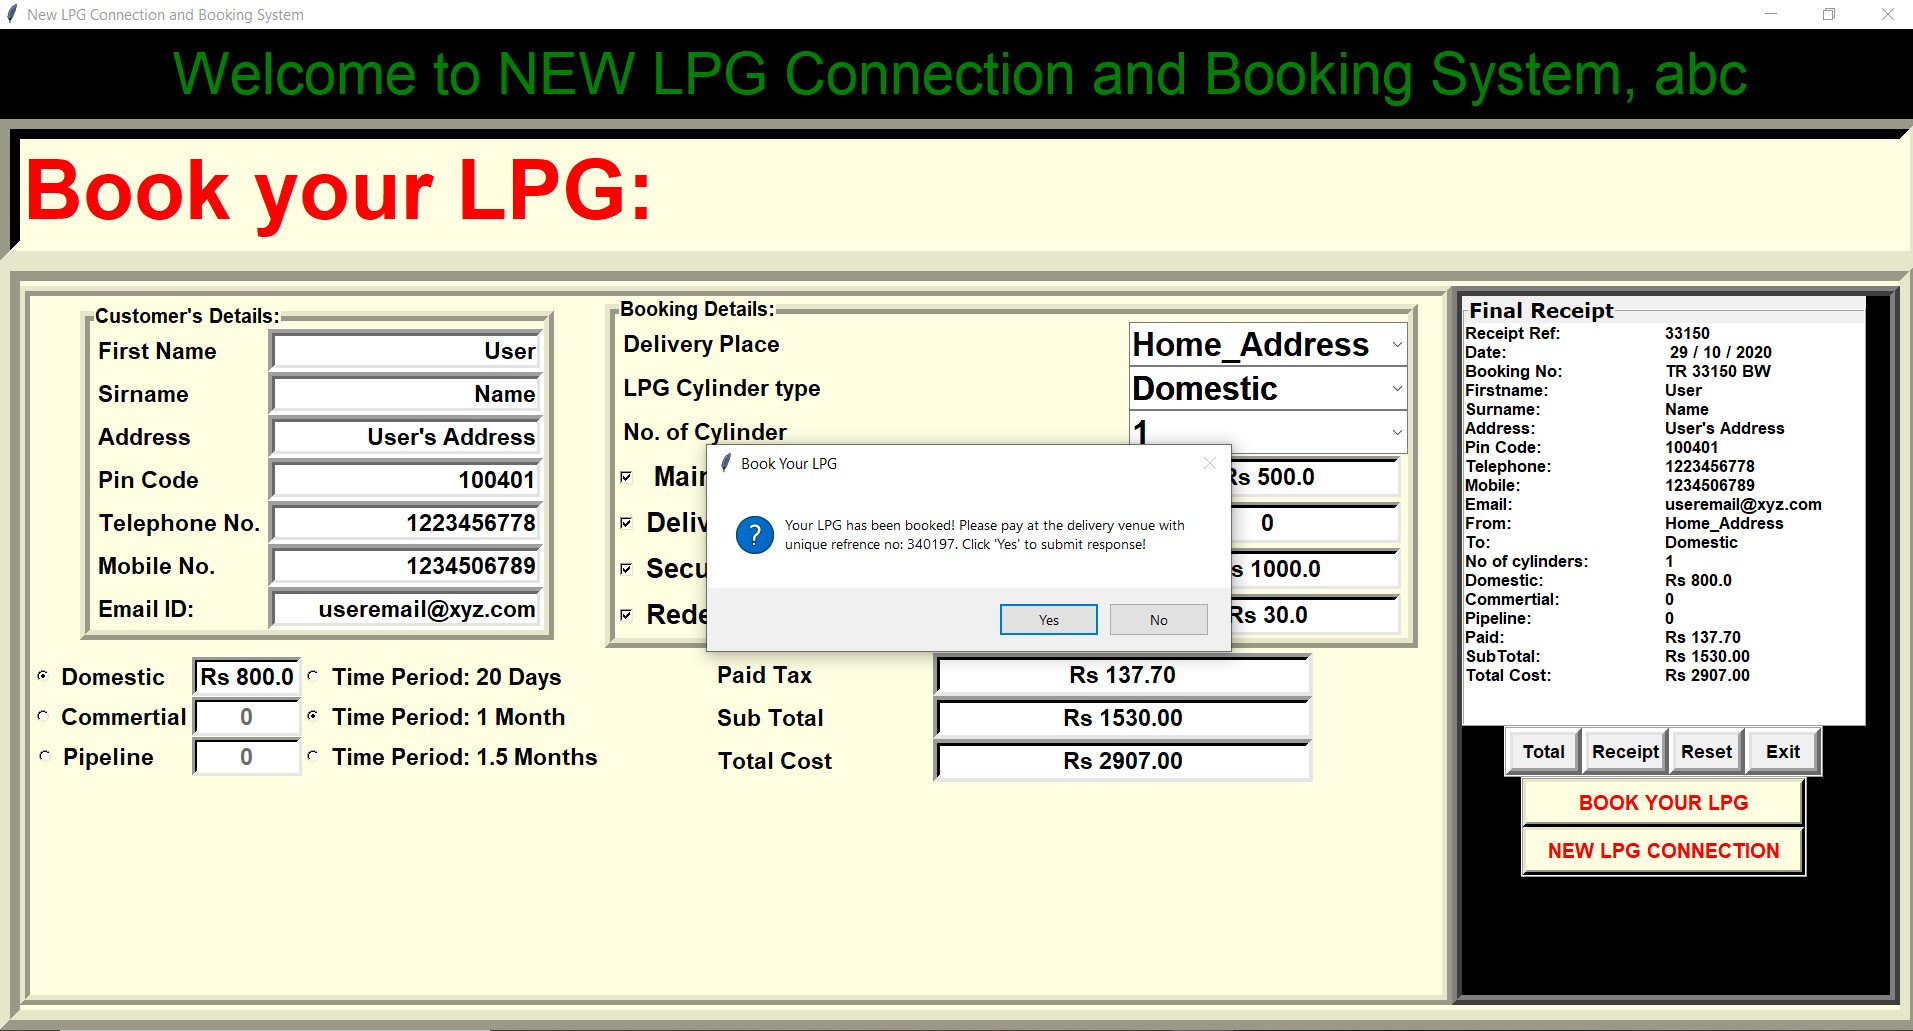 New LPG Connection and Booking System
Welcome to NEW LPG Connection and Booking System, abc
Book your LPG:
Customer's Details:
First Name User
Sirname Name
Address User's Address
Pin Code 100401
Telephone No. 1223456778
Mobile No. 1234506789
Email ID: useremail@xyz.com
Booking Details:
Delivery Place Home_Address
LPG Cylinder type Domestic
No. of Cylinder 1
Rs 500.0
0
1000.0
Rs 30.0
Book Your LPG
Your LPG has been booked! Please pay at the delivery venue with
unique refrence no: 340197. Click 'Yes' to submit response!
Yes No
Domestic Rs 800.0 Time Period: 20 Days
Commertial 0 Time Period: 1 Month
Pipeline 0 Time Period: 1.5 Months
Paid Tax Rs 137.70
Sub Total Rs 1530.00
Total Cost Rs 2907.00
Final Receipt
Receipt Ref: 33150
Date: 29 / 10 / 2020
Booking No: TR 33150 BW
Firstname: User
Surname: Name
Address: User's Address
Pin Code: 100401
Telephone: 1223456778
Mobile: 1234506789
Email: useremail@xyz.com
From: Home_Address
To: Domestic
No of cylinders: 1
Domestic: Rs 800.0
Commertial: 0
Pipeline: 0
Paid: Rs 137.70
SubTotal: Rs 1530.00
Total Cost: Rs 2907.00
Total Receipt Reset Exit
BOOK YOUR LPG
NEW LPG CONNECTION